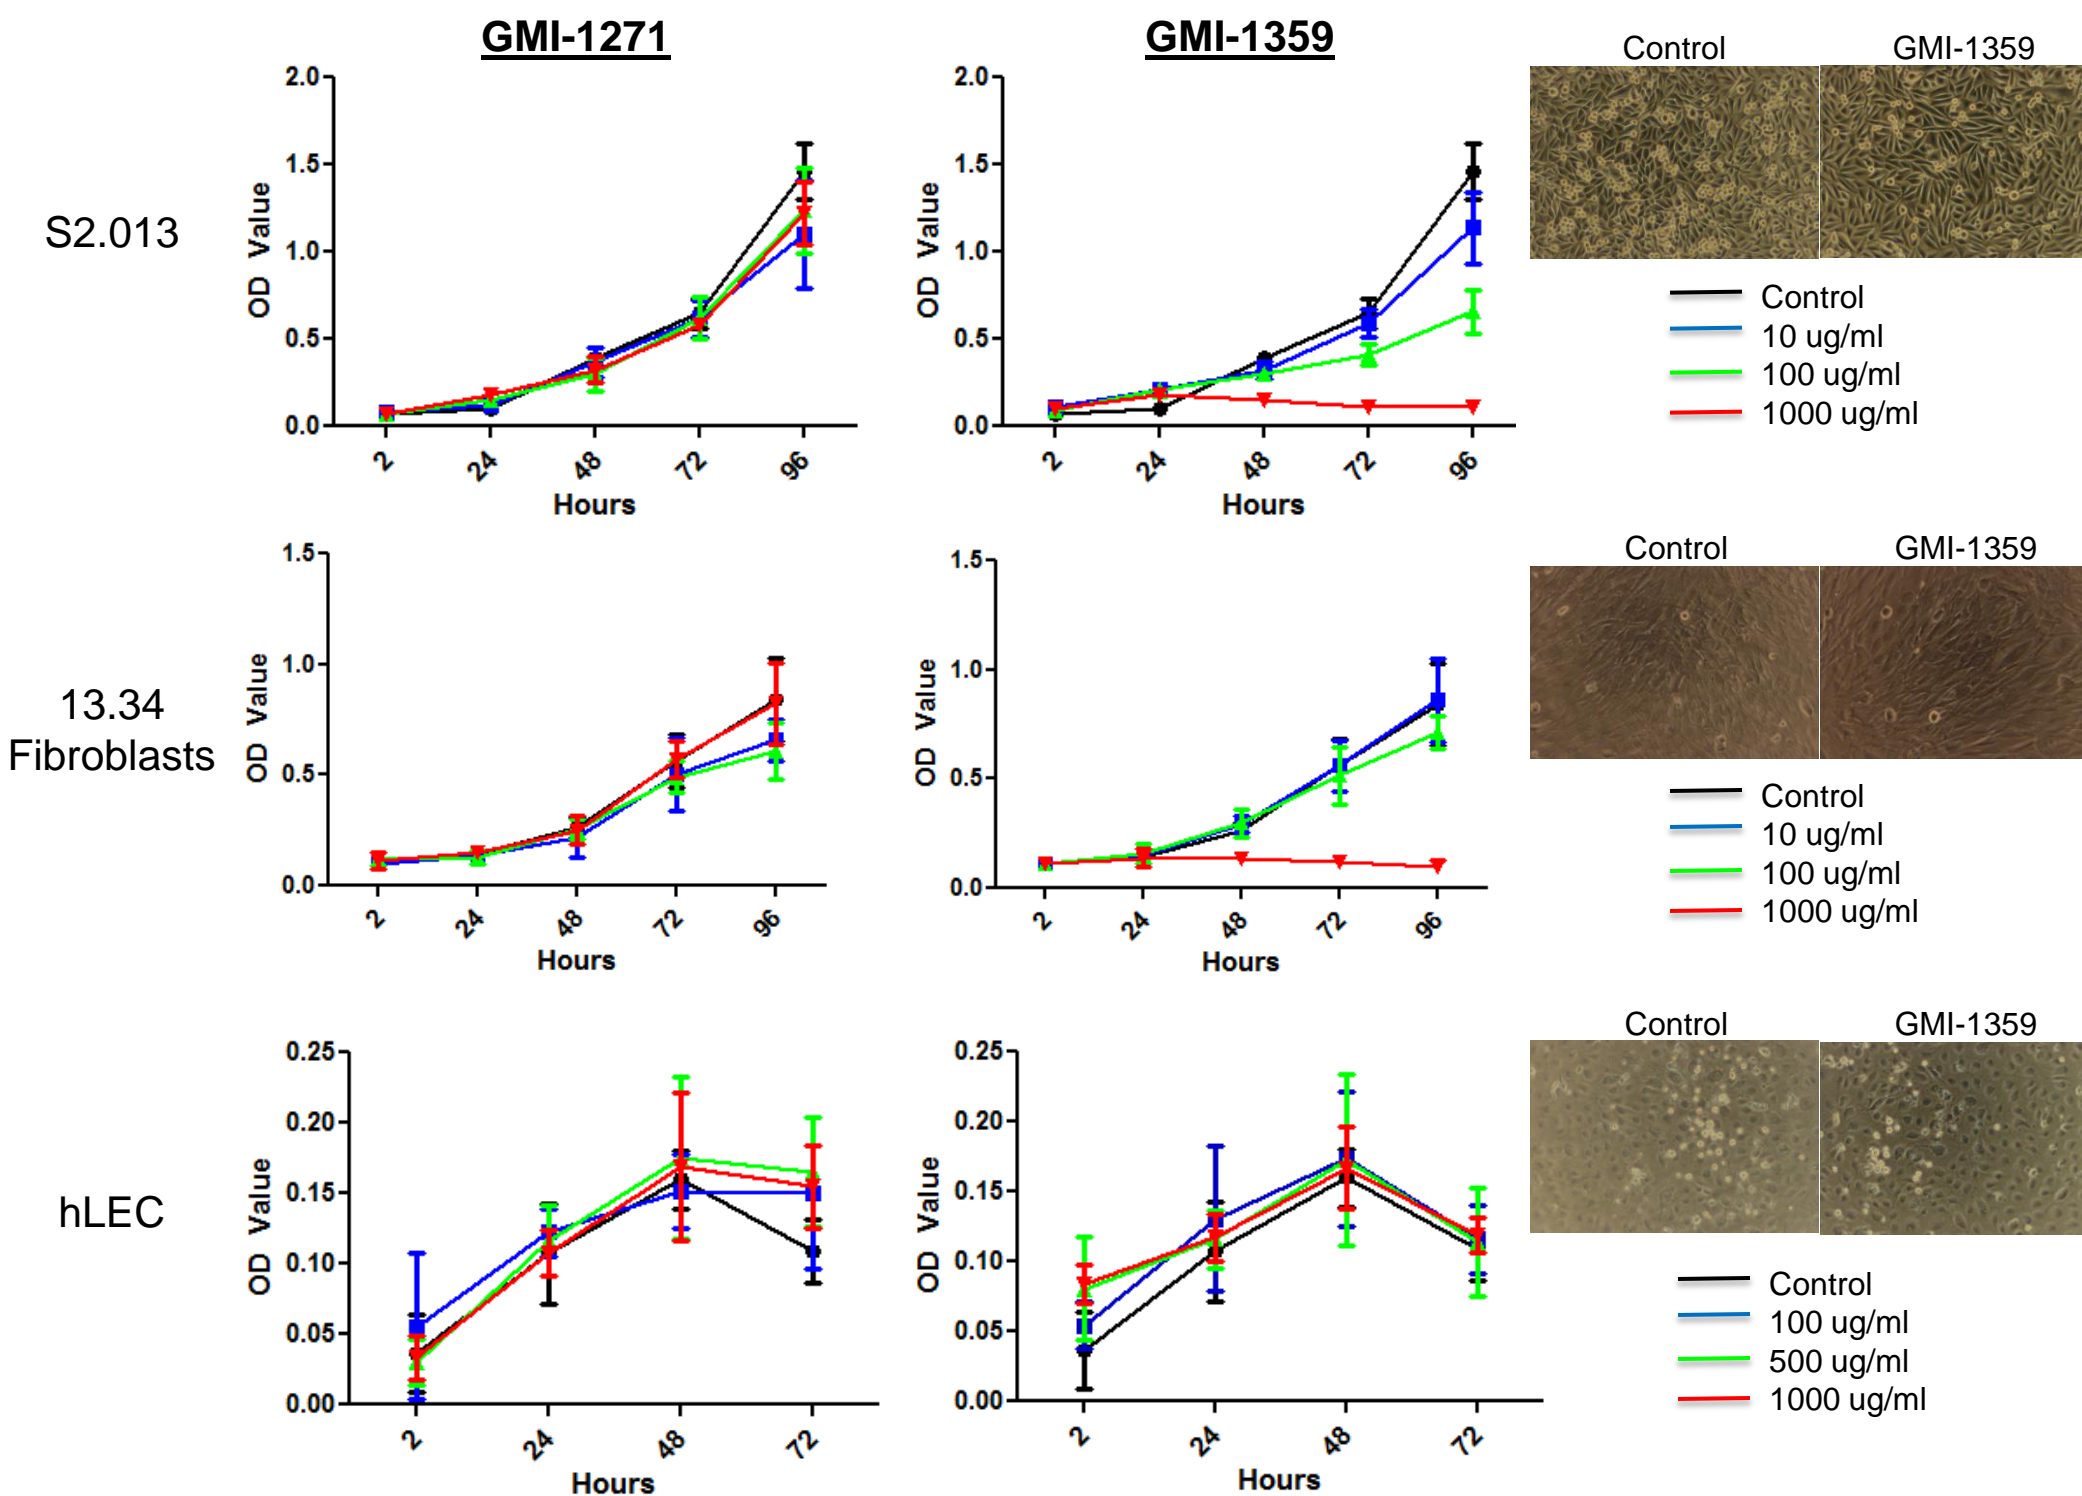 GMI-1271
GMI-1359
Control
GMI-1359
S2.013
OD Value
2.0
1.5
1.0
0.5
0.0
2
24
48
72
96
Hours
OD Value
2.0
1.5
1.0
0.5
0.0
2
24
48
72
96
Hours
Control
10 ug/ml
100 ug/ml
1000 ug/ml
13.34
Fibroblasts
OD Value
1.5
1.0
0.5
0.0
2
24
48
72
96
Hours
OD Value
1.5
1.0
0.5
0.0
2
24
48
72
96
Hours
Control
GMI-1359
Control
10 ug/ml
100 ug/ml
1000 ug/ml
hLEC
OD Value
0.25
0.20
0.15
0.10
0.05
0.00
2
24
48
72
Hours
OD Value
0.25
0.20
0.15
0.10
0.05
0.00
2
24
48
72
Hours
Control
GMI-1359
Control
100 ug/ml
500 ug/ml
1000 ug/ml